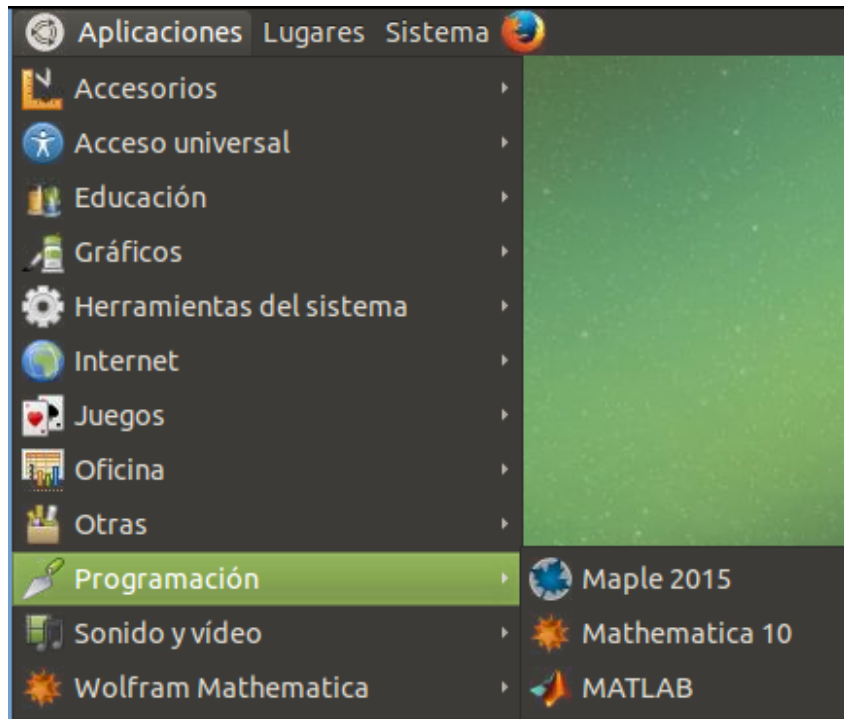 Aplicaciones Lugares Sistema
Accesorios
Acceso universal
Educación
Gráficos
Herramientas del sistema
Internet
Juegos
Oficina
Otras
Programación
Sonido y vídeo
Wolfram Mathematica
Maple 2015
Mathematica 10
MATLAB